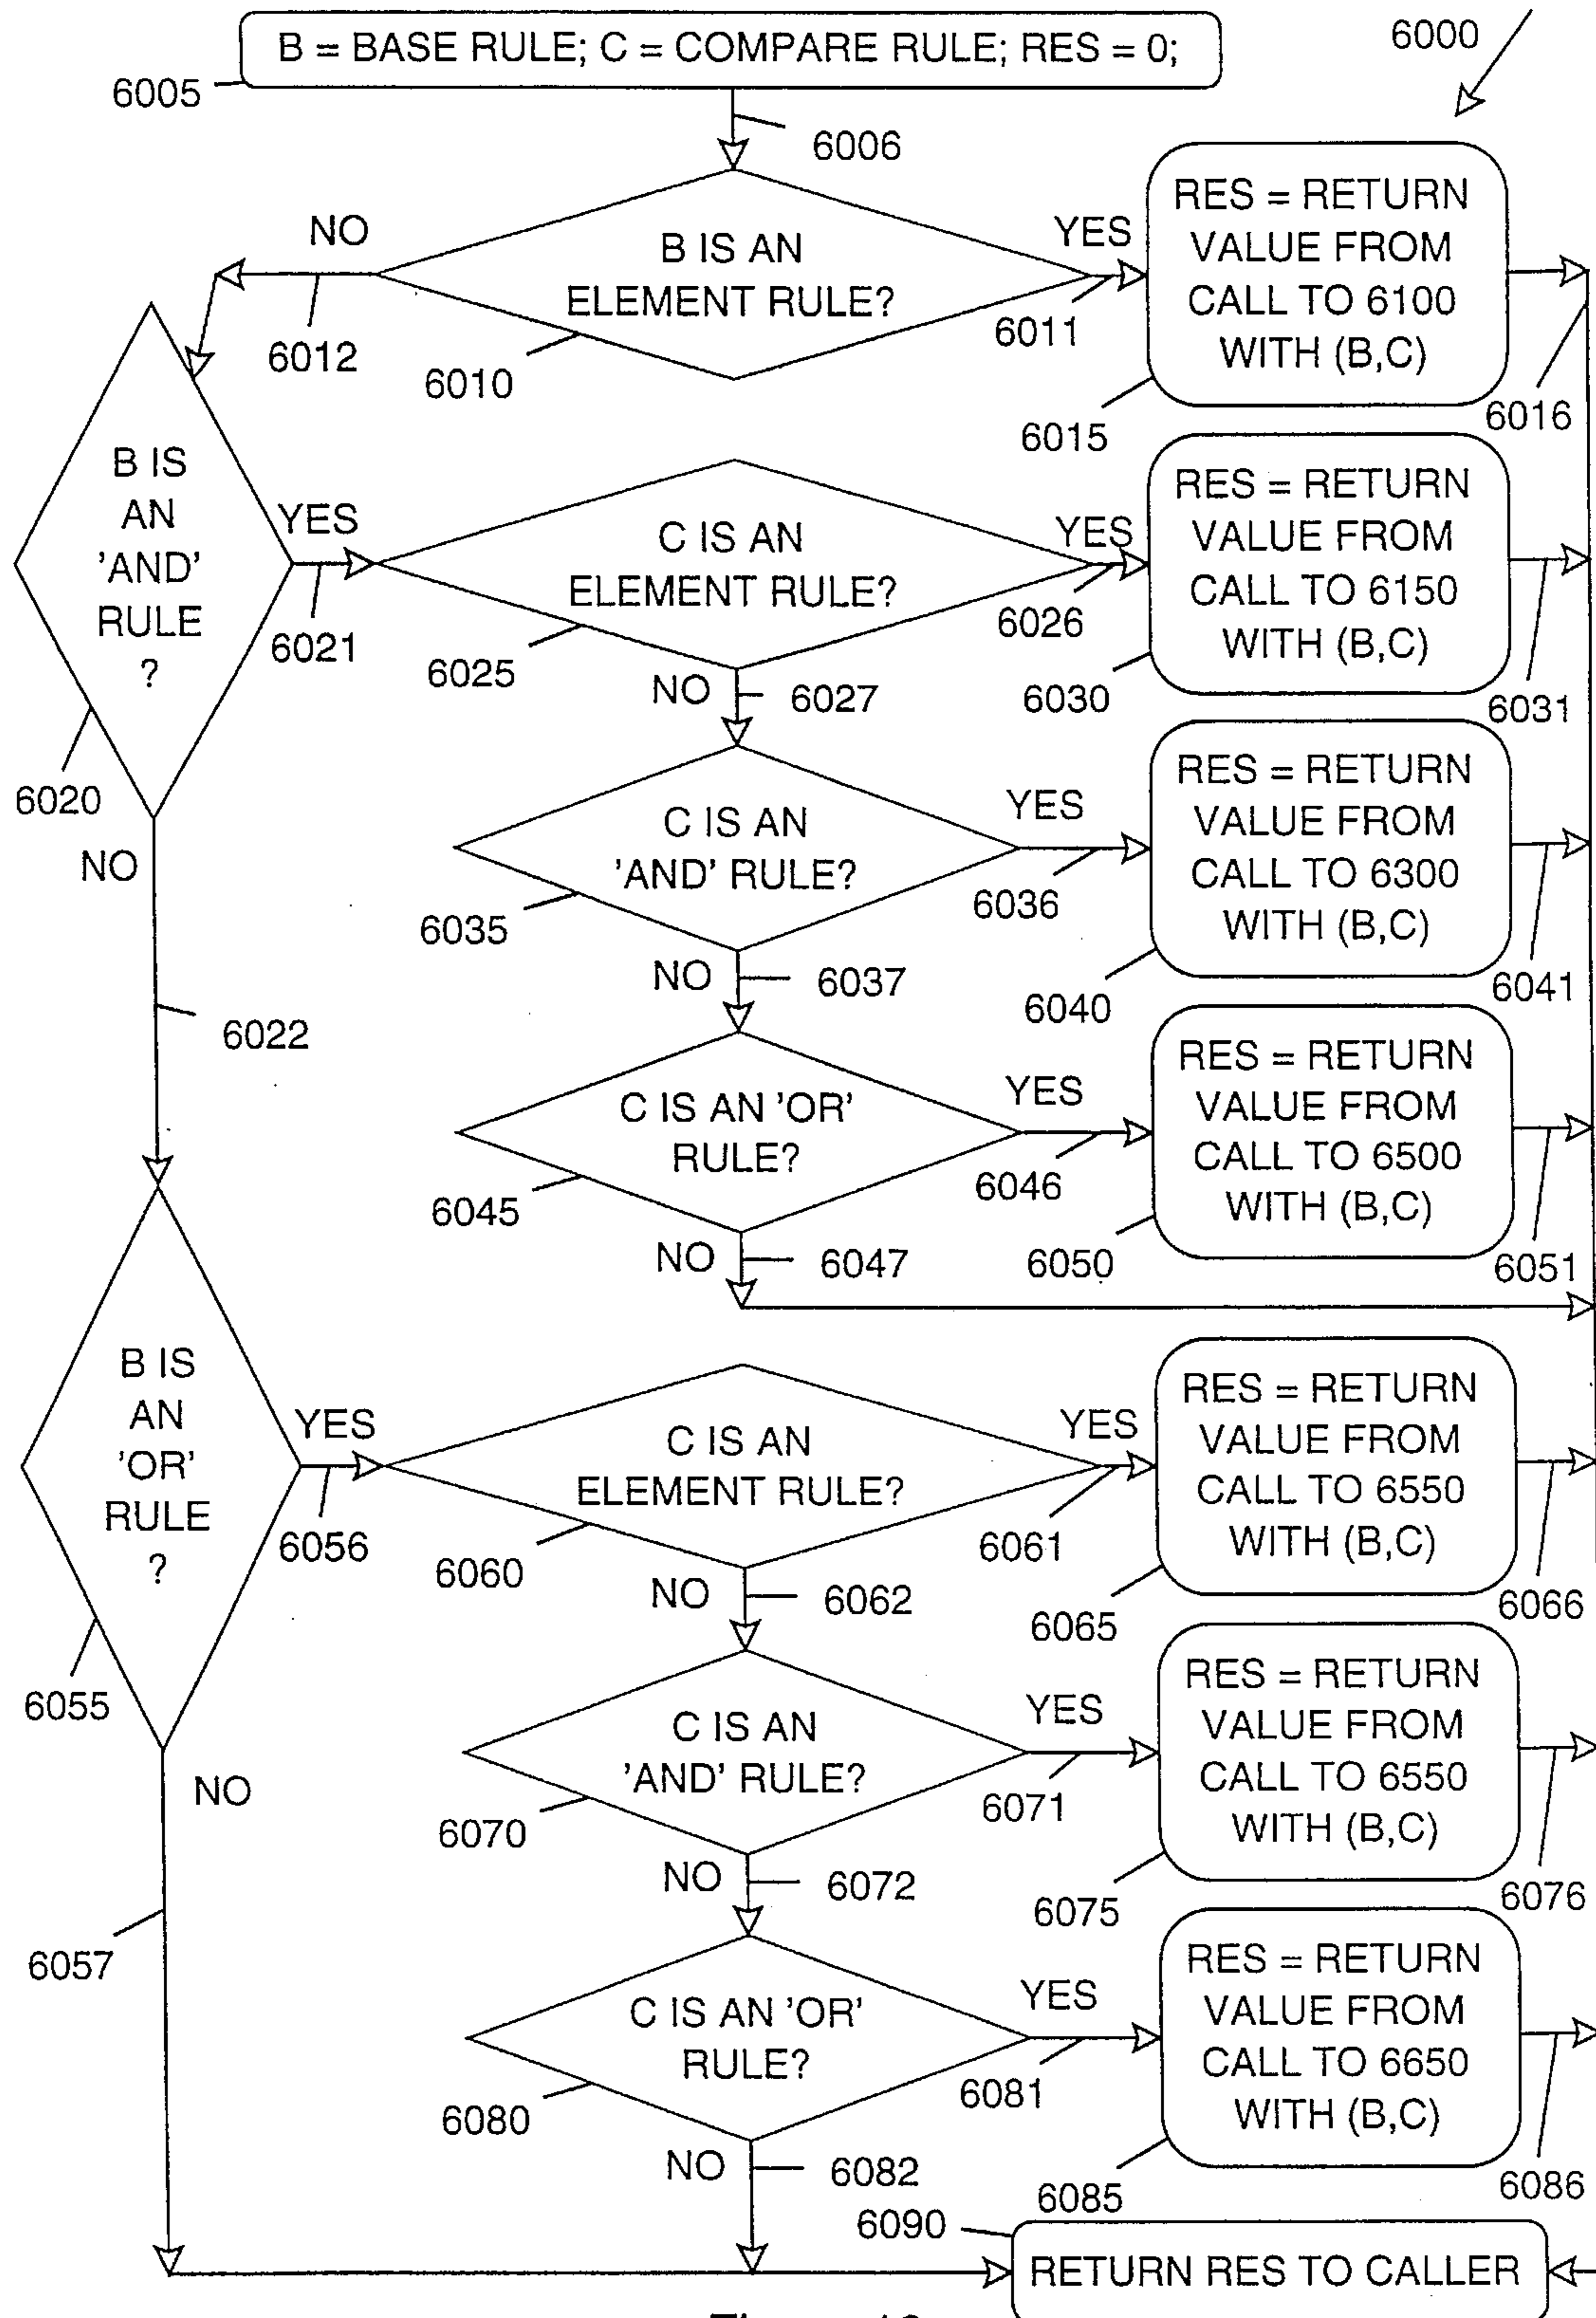 B = BASE RULE; C = COMPARE RULE; RES = 0;
6000
6005
6006
NO
B IS AN
ELEMENT RULE?
YES
RES = RETURN
VALUE FROM
CALL TO 6100
WITH (B,C)
6012
6010
6011
6015
6016
B IS
AN
'AND'
RULE
?
YES
C IS AN
ELEMENT RULE?
YES
RES = RETURN
VALUE FROM
CALL TO 6150
WITH (B,C)
6021
6025
6026
6030
6031
NO
6027
6020
NO
C IS AN
'AND' RULE?
YES
RES = RETURN
VALUE FROM
CALL TO 6300
WITH (B,C)
6035
6036
6040
6041
NO
6037
6022
C IS AN 'OR'
RULE?
YES
RES = RETURN
VALUE FROM
CALL TO 6500
WITH (B,C)
6045
6046
6050
6051
NO
6047
B IS
AN
'OR'
RULE
?
YES
C IS AN
ELEMENT RULE?
YES
RES = RETURN
VALUE FROM
CALL TO 6550
WITH (B,C)
6056
6060
6061
6065
6066
NO
6062
6055
NO
C IS AN
'AND' RULE?
YES
RES = RETURN
VALUE FROM
CALL TO 6550
WITH (B,C)
6070
6071
6075
6076
NO
6072
6057
C IS AN 'OR'
RULE?
YES
RES = RETURN
VALUE FROM
CALL TO 6650
WITH (B,C)
6080
6081
6085
6086
NO
6082
6090
RETURN RES TO CALLER